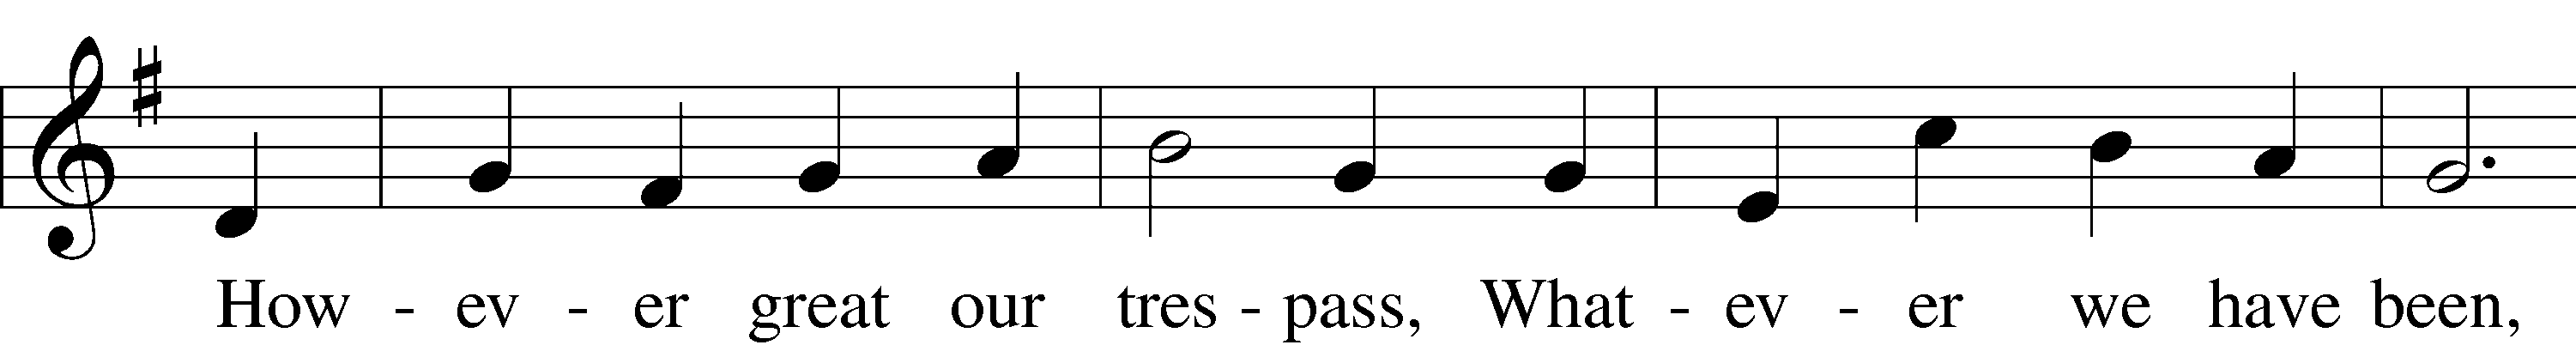 How - ev - er great our tres - pass, What - ev - er we have been,